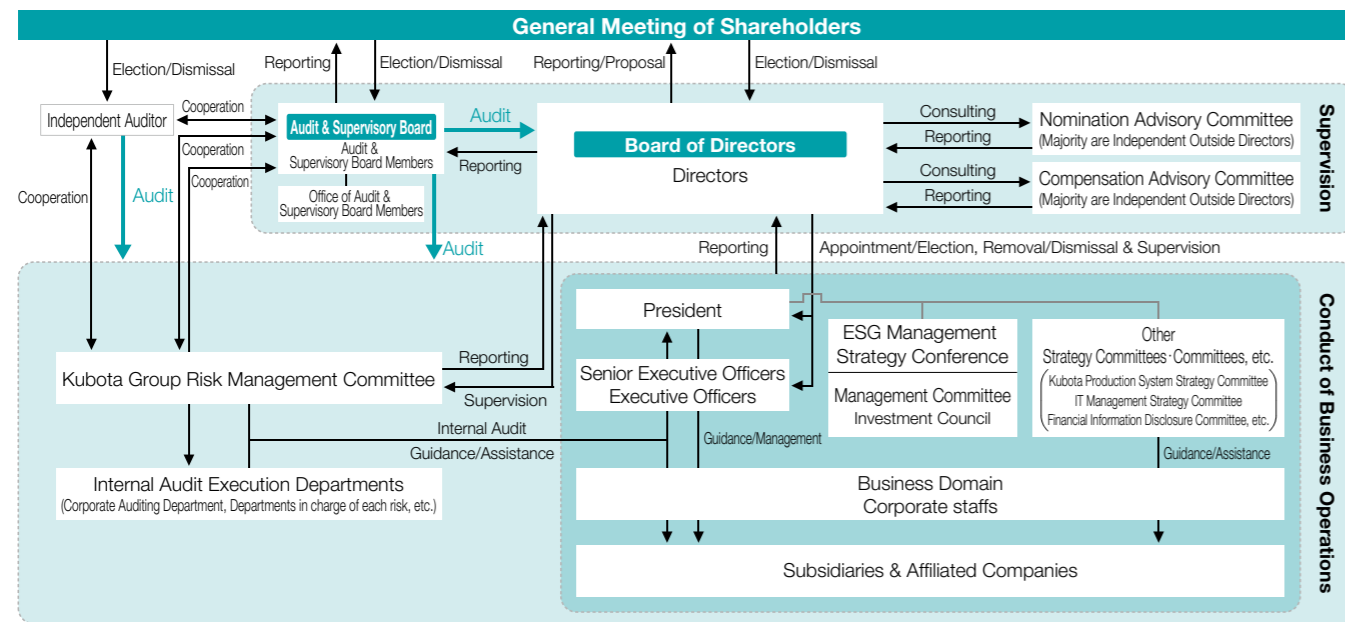 General Meeting of Shareholders
Election/Dismissal
Reporting
Election/Dismissal
Reporting/Proposal
Election/Dismissal
Independent Auditor
Cooperation
Cooperation
Cooperation
Cooperation
Audit
Audit & Supervisory Board
Audit &
Supervisory Board Members
Office of Audit &
Supervisory Board Members
Audit
Reporting
Audit
Board of Directors
Directors
Consulting
Reporting
Consulting
Reporting
Nomination Advisory Committee
(Majority are Independent Outside Directors)
Compensation Advisory Committee
(Majority are Independent Outside Directors)
Supervision
Reporting
Appointment/Election, Removal/Dismissal & Supervision
Kubota Group Risk Management Committee
Reporting
Supervision
Internal Audit
Guidance/Assistance
Internal Audit Execution Departments
(Corporate Auditing Department, Departments in charge of each risk, etc.)
President
Senior Executive Officers
Executive Officers
Guidance/Management
ESG Management
Strategy Conference
Management Committee
Investment Council
Other
Strategy Committees·Committees, etc.
(Kubota Production System Strategy Committee
IT Management Strategy Committee
Financial Information Disclosure Committee, etc.)
Guidance/Assistance
Business Domain
Corporate staffs
Subsidiaries & Affiliated Companies
Conduct of Business Operations